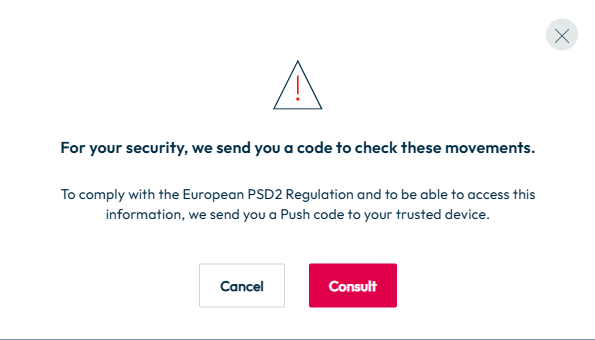 For your security, we send you a code to check these movements.
To comply with the European PSD2 Regulation and to be able to access this
information, we send you a Push code to your trusted device.
Cancel
Consult